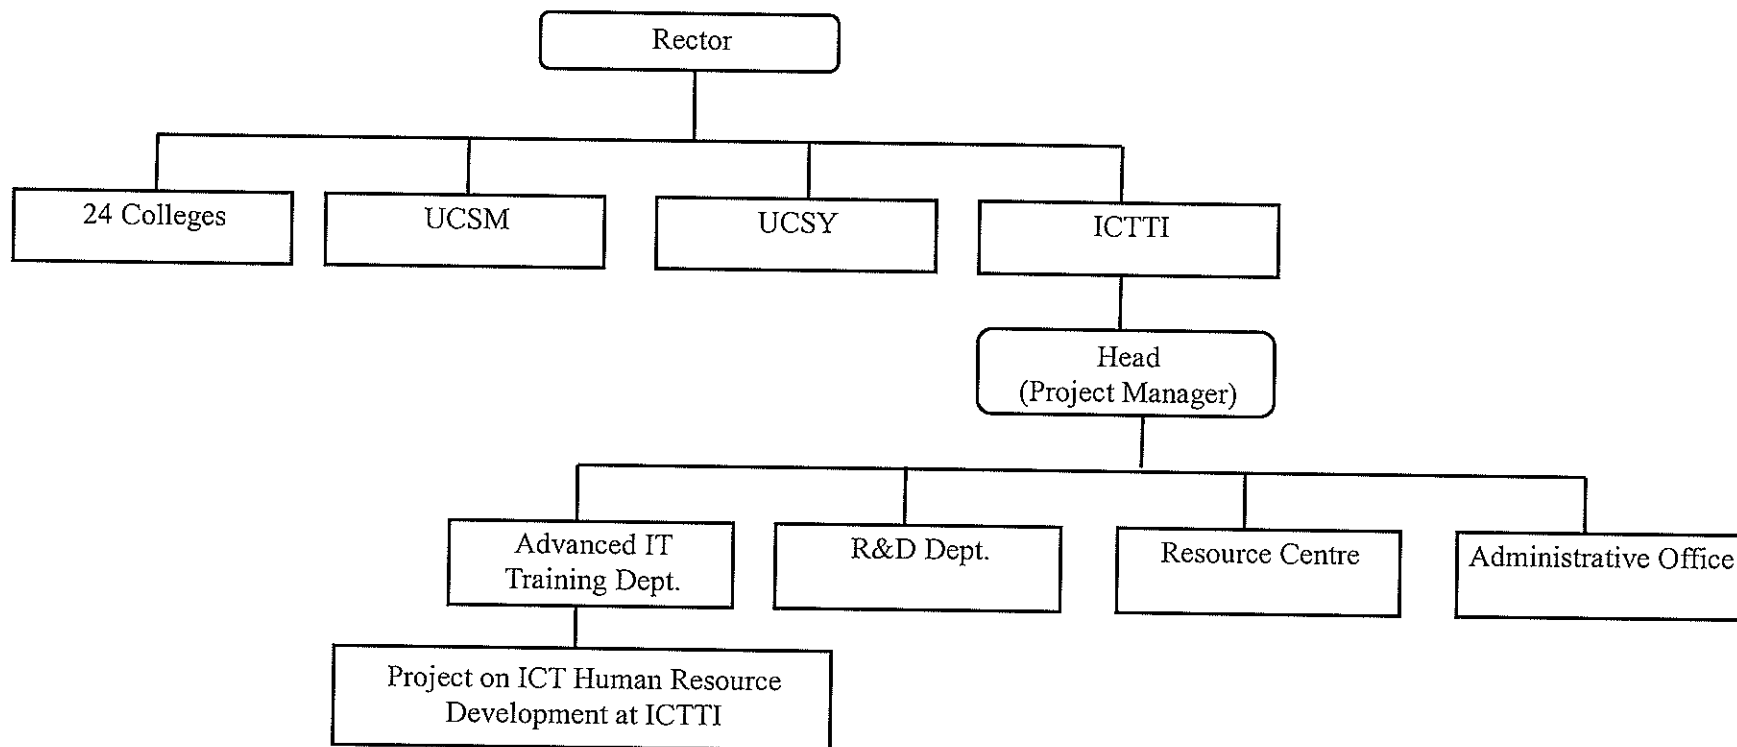 Rector
24 Colleges
UCSM
UCSY
ICTTI
Head
(Project Manager)
Advanced IT
Training Dept.
R&D Dept.
Resource Centre
Administrative Office
Project on ICT Human Resource
Development at ICTTI